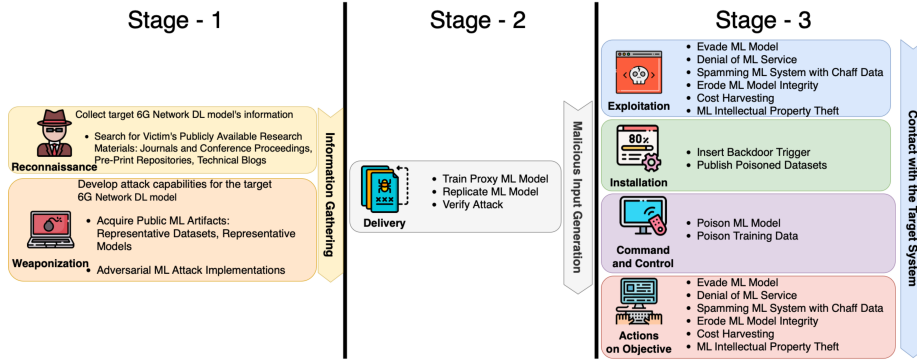 Stage - 1
Collect target 6G Network DL model's information
• Search for Victim's Publicly Available Research
Materials: Journals and Conference Proceedings,
Pre-Print Repositories, Technical Blogs
Reconnaissance
Develop attack capabilities for the target
6G Network DL model
• Acquire Public ML Artifacts:
Representative Datasets, Representative
Models
• Adversarial ML Attack Implementations
Weaponization
Information Gathering
Stage - 2
• Train Proxy ML Model
• Replicate ML Model
• Verify Attack
XXX
Delivery
Malicious Input Generation
Stage - 3
• Evade ML Model
• Denial of ML Service
• Spamming ML System with Chaff Data
• Erode ML Model Integrity
• Cost Harvesting
• ML Intellectual Property Theft
Exploitation
80%
• Insert Backdoor Trigger
• Publish Poisoned Datasets
Installation
• Poison ML Model
• Poison Training Data
Command
and Control
• Evade ML Model
• Denial of ML Service
• Spamming ML System with Chaff Data
• Erode ML Model Integrity
• Cost Harvesting
• ML Intellectual Property Theft
Actions
on Objective
Contact with the Target
System